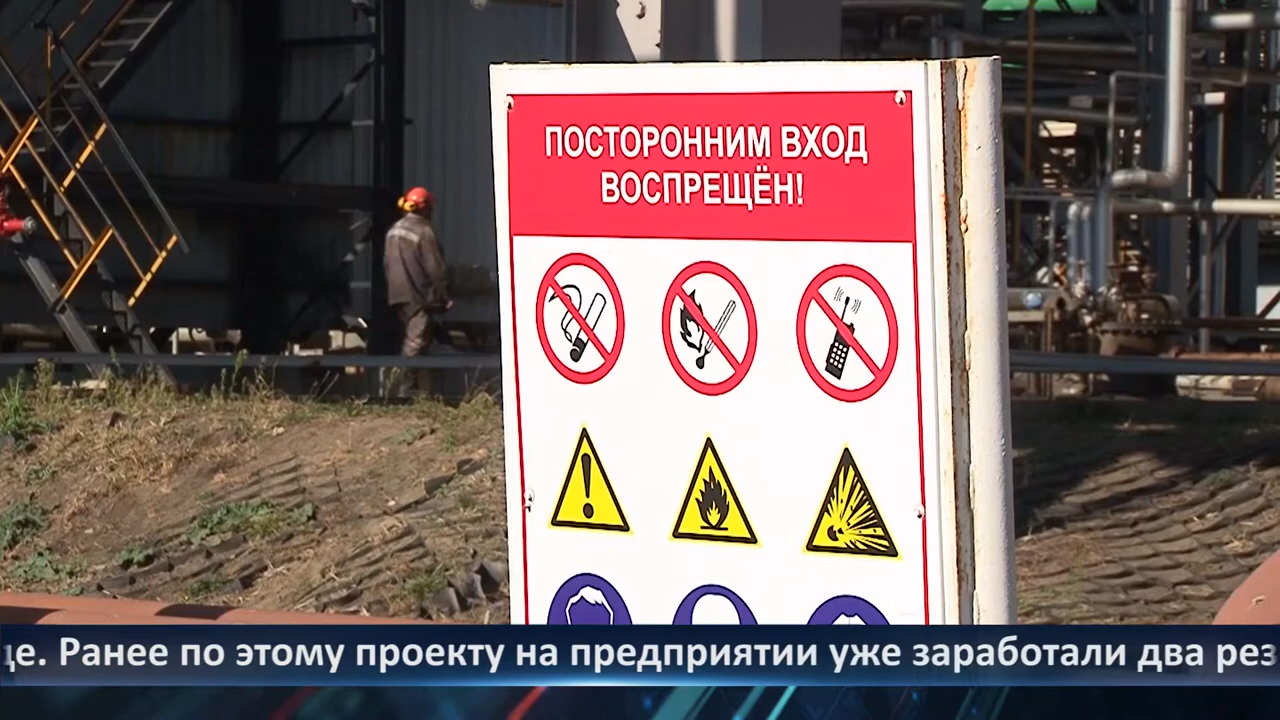 ПОСТОРОННИМ ВХОД
ВОСПРЕЩЁН!
це. Ранее по этому проекту на предприятии уже заработали два рез